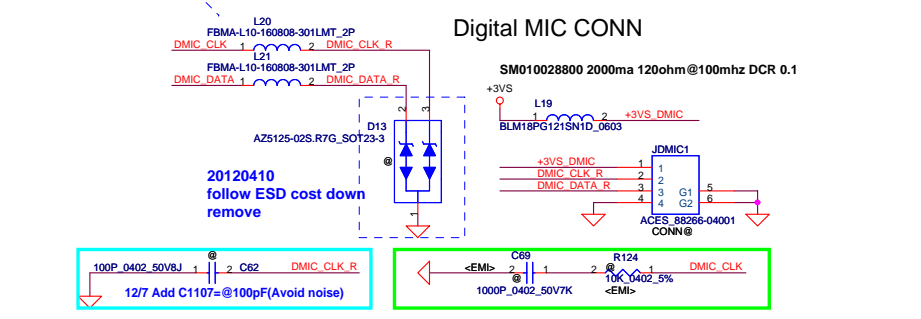 Digital MIC CONN
L20
FBMA-L10-160808-301LMT_2P
DMIC_CLK 1 2 DMIC_CLK_R
L21
FBMA-L10-160808-301LMT_2P
DMIC_DATA 1 2 DMIC_DATA_R
SM010028800 2000ma 120ohm@100mhz DCR 0.1
+3VS
L19
1 2 +3VS_DMIC
BLM18PG121SN1D_0603
2 3
D13
AZ5125-02S.R7G_SOT23-3
@
1
20120410
follow ESD cost down
remove
JDMIC1
+3VS_DMIC 1 1
DMIC_CLK_R 2 2
DMIC_DATA_R 3 3 G1 5
4 4 G2 6
ACES_88266-04001
CONN@
@
100P_0402_50V8J 1 2 C62 DMIC_CLK_R
12/7 Add C1107=@100pF(Avoid noise)
C69 R124
<EMI> 2 1 2 @ 1 DMIC_CLK
@ 10K_0402_5%
1000P_0402_50V7K <EMI>